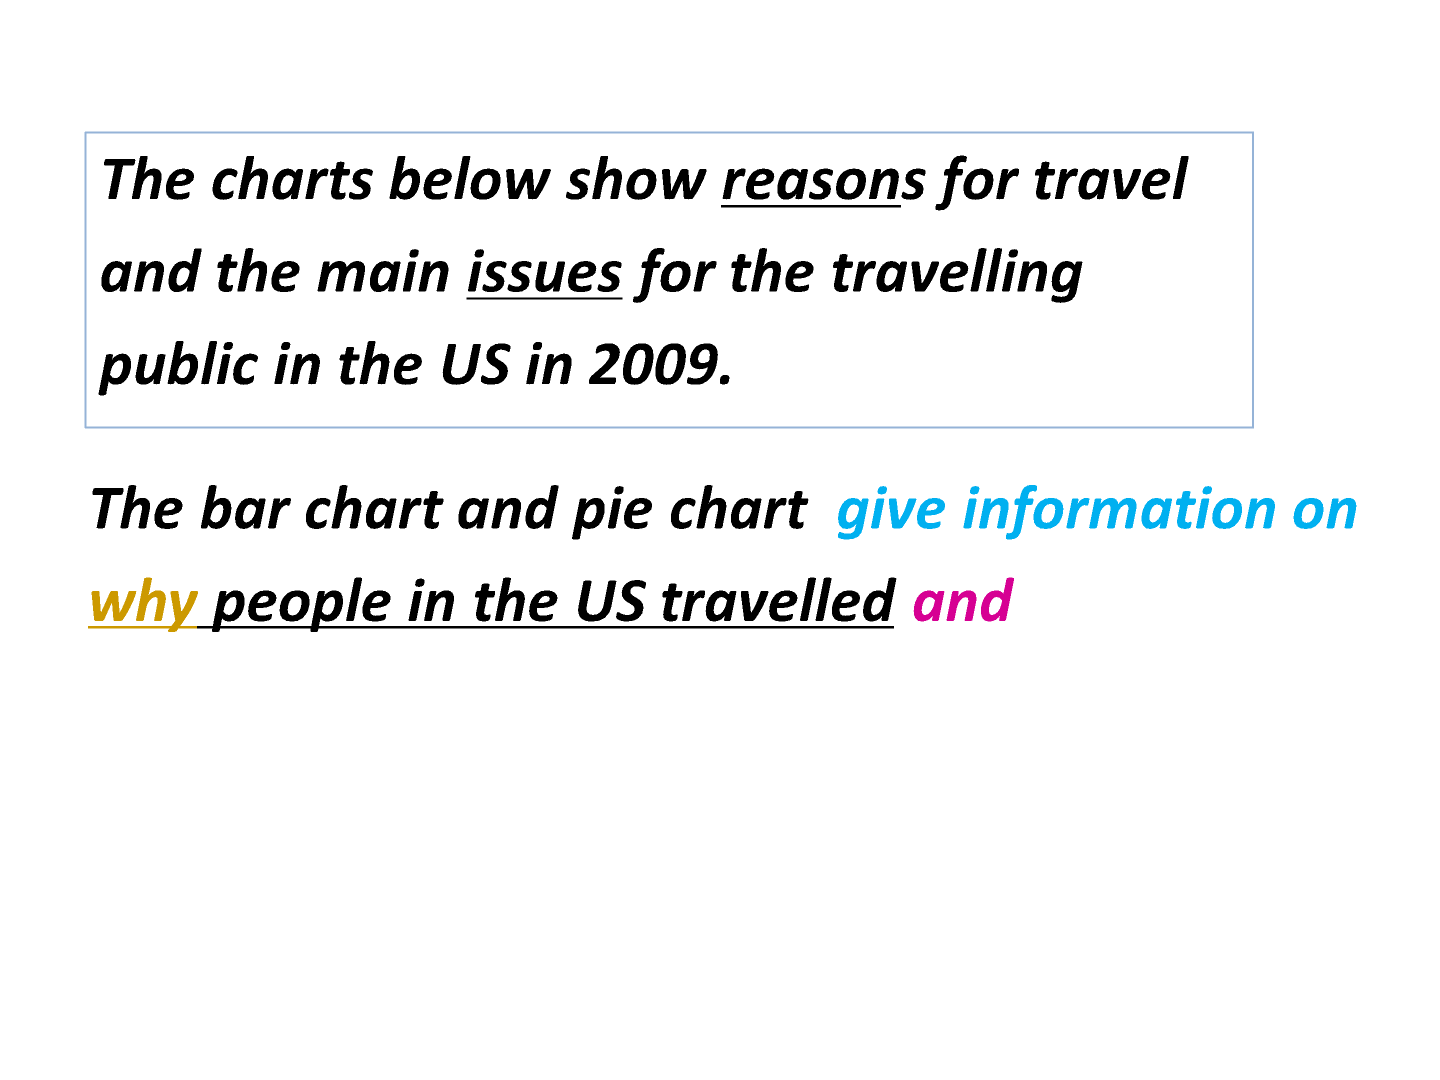 The charts below show reasons for travel
and the main issues for the travelling
public in the US in 2009.
The bar chart and pie chart give information on
why people in the US travelled and